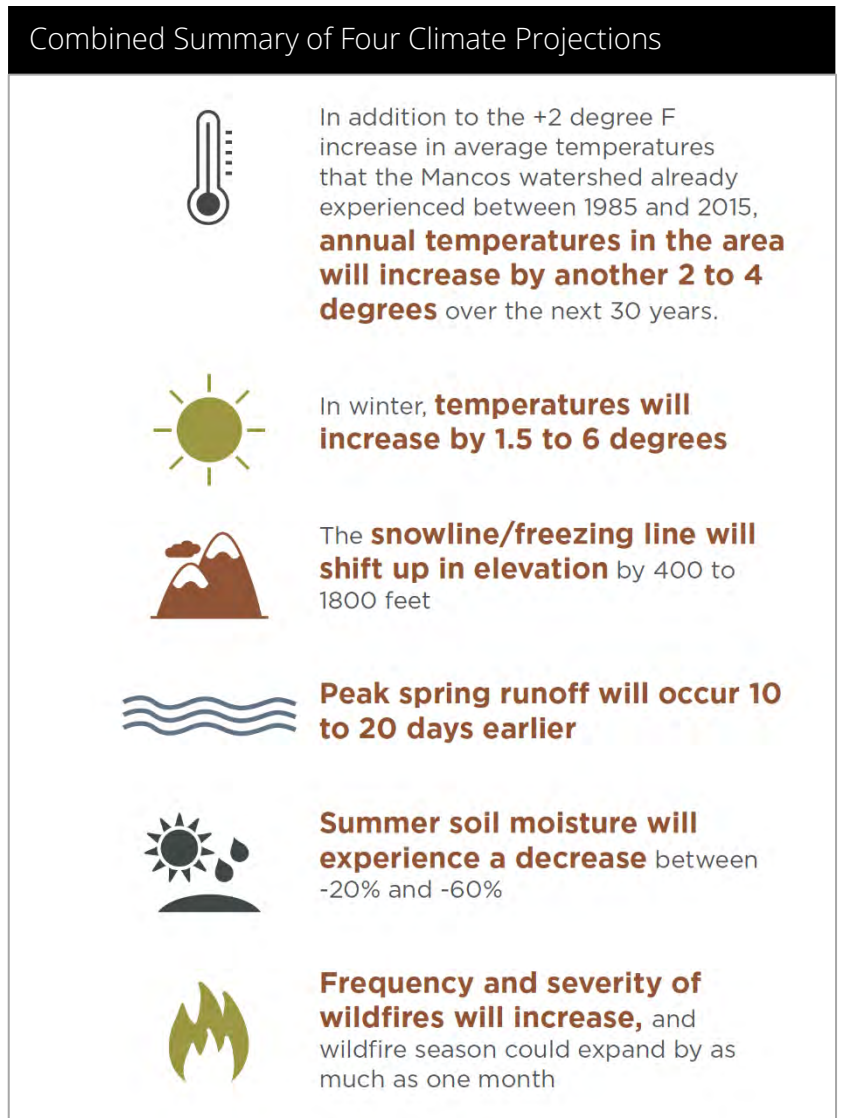 Combined Summary of Four Climate Projections
In addition to the +2 degree F
increase in average temperatures
that the Mancos watershed already
experienced between 1985 and 2015,
annual temperatures in the area
will increase by another 2 to 4
degrees over the next 30 years.
In winter, temperatures will
increase by 1.5 to 6 degrees
The snowline/freezing line will
shift up in elevation by 400 to
1800 feet
Peak spring runoff will occur 10
to 20 days earlier
Summer soil moisture will
experience a decrease between
-20% and -60%
Frequency and severity of
wildfires will increase, and
wildfire season could expand by as
much as one month